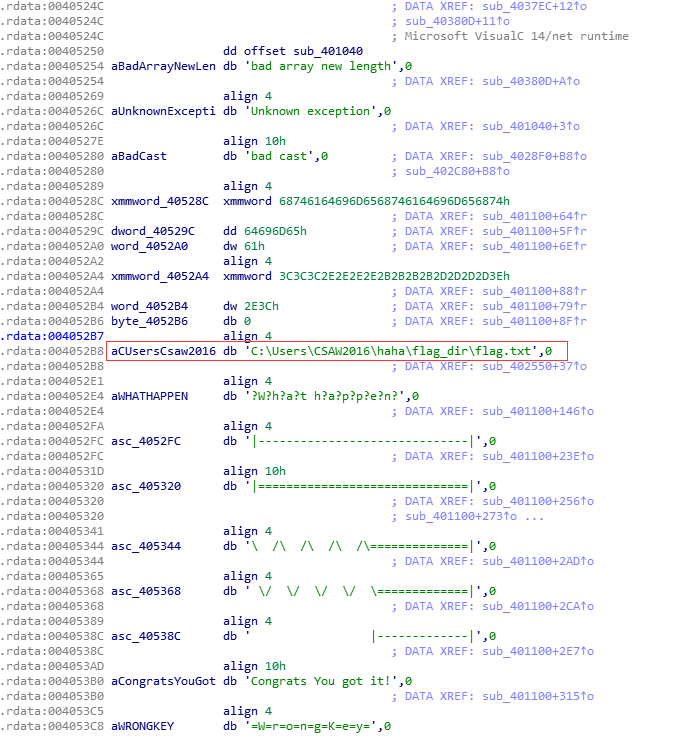 .rdata:0040524C ; DATA XREF: sub_4037EC+12↑o
.rdata:0040524C ; sub_40380D+11↑o
.rdata:0040524C ; Microsoft VisualC 14/net runtime
.rdata:00405250 dd offset sub_401040
.rdata:00405254 aBadArrayNewLen db 'bad array new length',0
.rdata:00405254 ; DATA XREF: sub_40380D+A↑o
.rdata:00405269 align 4
.rdata:0040526C aUnknownExcepti db 'Unknown exception',0
.rdata:0040526C ; DATA XREF: sub_401040+3↑o
.rdata:0040527E align 10h
.rdata:00405280 aBadCast db 'bad cast',0 ; DATA XREF: sub_4028F0+B8↑o
.rdata:00405280 ; sub_402C80+B8↑o
.rdata:00405289 align 4
.rdata:0040528C xmmword_40528C xmmword 68746164696D6568746164696D656874h
.rdata:0040528C ; DATA XREF: sub_401100+64↑r
.rdata:0040529C dword_40529C dd 64696D65h ; DATA XREF: sub_401100+5F↑r
.rdata:004052A0 word_4052A0 dw 61h ; DATA XREF: sub_401100+6E↑r
.rdata:004052A2 align 4
.rdata:004052A4 xmmword_4052A4 xmmword 3C3C3C2E2E2E2E2B2B2B2B2D2D2D2D3Eh
.rdata:004052A4 ; DATA XREF: sub_401100+88↑r
.rdata:004052B4 word_4052B4 dw 2E3Ch ; DATA XREF: sub_401100+79↑r
.rdata:004052B6 byte_4052B6 db 0 ; DATA XREF: sub_401100+8F↑r
.rdata:004052B7 align 4
.rdata:004052B8 aCUsersCsaw2016 db 'C:\Users\CSAW2016\haha\flag_dir\flag.txt',0
.rdata:004052B8 ; DATA XREF: sub_402550+37↑o
.rdata:004052E1 align 4
.rdata:004052E4 aWHATHAPPEN db '?W?h?a?t h?a?p?p?e?n?',0
.rdata:004052E4 ; DATA XREF: sub_401100+146↑o
.rdata:004052FA align 4
.rdata:004052FC asc_4052FC db '|------------------------------|',0
.rdata:004052FC ; DATA XREF: sub_401100+23E↑o
.rdata:0040531D align 10h
.rdata:00405320 asc_405320 db '|==============================|',0
.rdata:00405320 ; DATA XREF: sub_401100+256↑o
.rdata:00405320 ; sub_401100+273↑o ...
.rdata:00405341 align 4
.rdata:00405344 asc_405344 db '\  /\  /\  /\  /\==============|',0
.rdata:00405344 ; DATA XREF: sub_401100+2AD↑o
.rdata:00405365 align 4
.rdata:00405368 asc_405368 db ' \/  \/  \/  \/  \=============|',0
.rdata:00405368 ; DATA XREF: sub_401100+2CA↑o
.rdata:00405389 align 4
.rdata:0040538C asc_40538C db '                 |-------------|',0
.rdata:0040538C ; DATA XREF: sub_401100+2E7↑o
.rdata:004053AD align 10h
.rdata:004053B0 aCongratsYouGot db 'Congrats You got it!',0
.rdata:004053B0 ; DATA XREF: sub_401100+315↑o
.rdata:004053C5 align 4
.rdata:004053C8 aWRONGKEY db '=W=r=o=n=g=K=e=y=',0